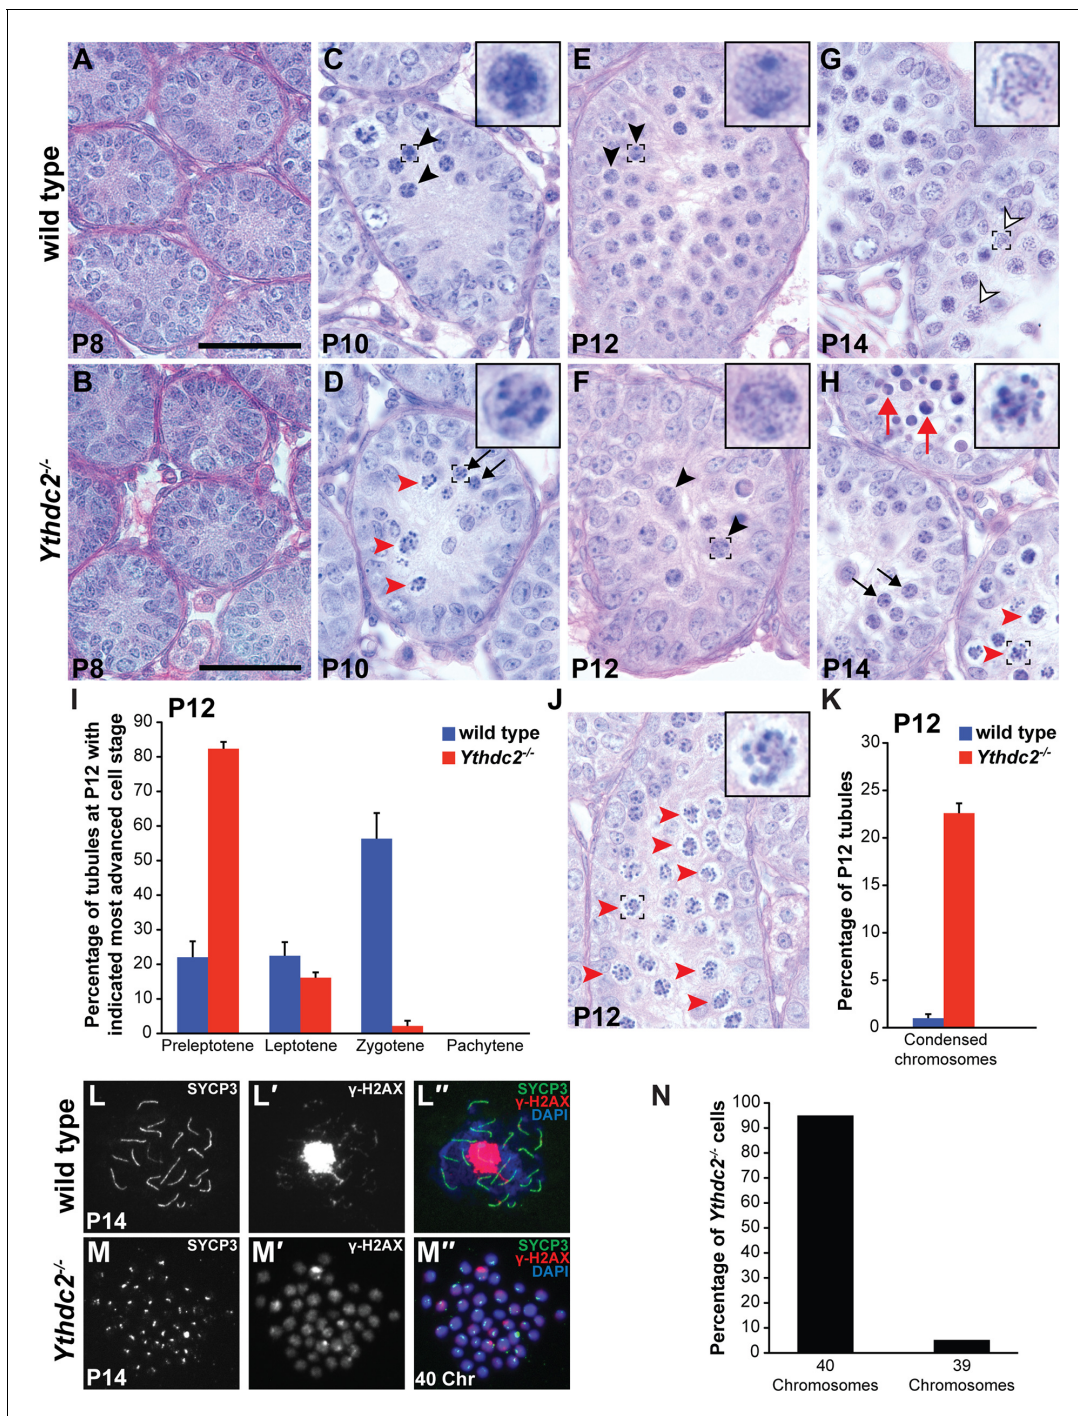 wild type
A
P8
C
P10
E
P12
G
P14
Ythdc2-/-
B
P8
D
P10
F
P12
H
P14
I
P12
Percentage of tubules at P12 with
indicated most advanced cell stage
90
80
70
60
50
40
30
20
10
0
wild type
Ythdc2-/-
Preleptotene
Leptotene
Zygotene
Pachytene
J
P12
K
P12
wild type
Ythdc2-/-
Percentage of P12 tubules
30
25
20
15
10
5
0
Condensed
chromosomes
wild type
L
SYCP3
P14
L′
γ-H2AX
L″
SYCP3
γ-H2AX
DAPI
Ythdc2-/-
M
SYCP3
P14
M′
γ-H2AX
M″
SYCP3
γ-H2AX
DAPI
40 Chr
N
Percentage of Ythdc2-/- cells
100
90
80
70
60
50
40
30
20
10
0
40
Chromosomes
39
Chromosomes